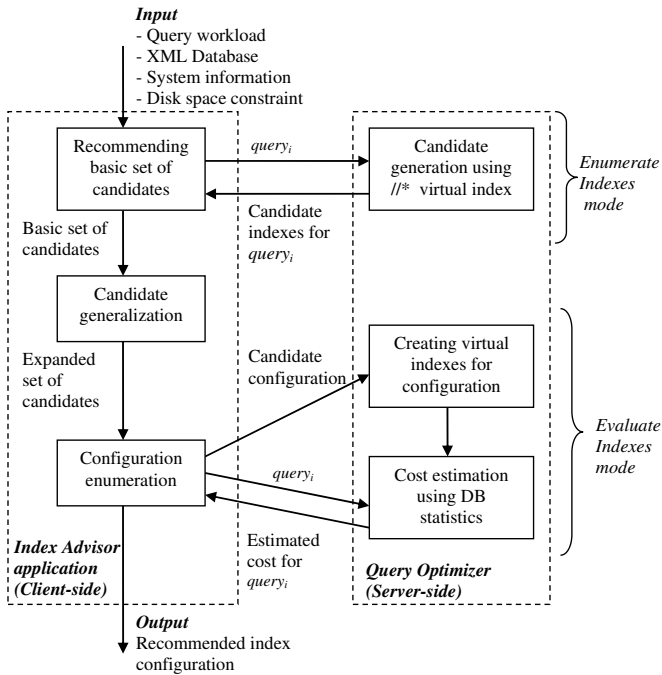 Input
- Query workload
- XML Database
- System information
- Disk space constraint
Recommending
basic set of
candidates
query_i
Candidate
generation using
//* virtual index
Enumerate
Indexes
mode
Candidate
indexes for
query_i
Basic set of
candidates
Candidate
generalization
Expanded
set of
candidates
Candidate
configuration
Creating virtual
indexes for
configuration
Evaluate
Indexes
mode
Configuration
enumeration
query_i
Cost estimation
using DB
statistics
Estimated
cost for
query_i
Index Advisor
application
(Client-side)
Query Optimizer
(Server-side)
Output
Recommended index
configuration